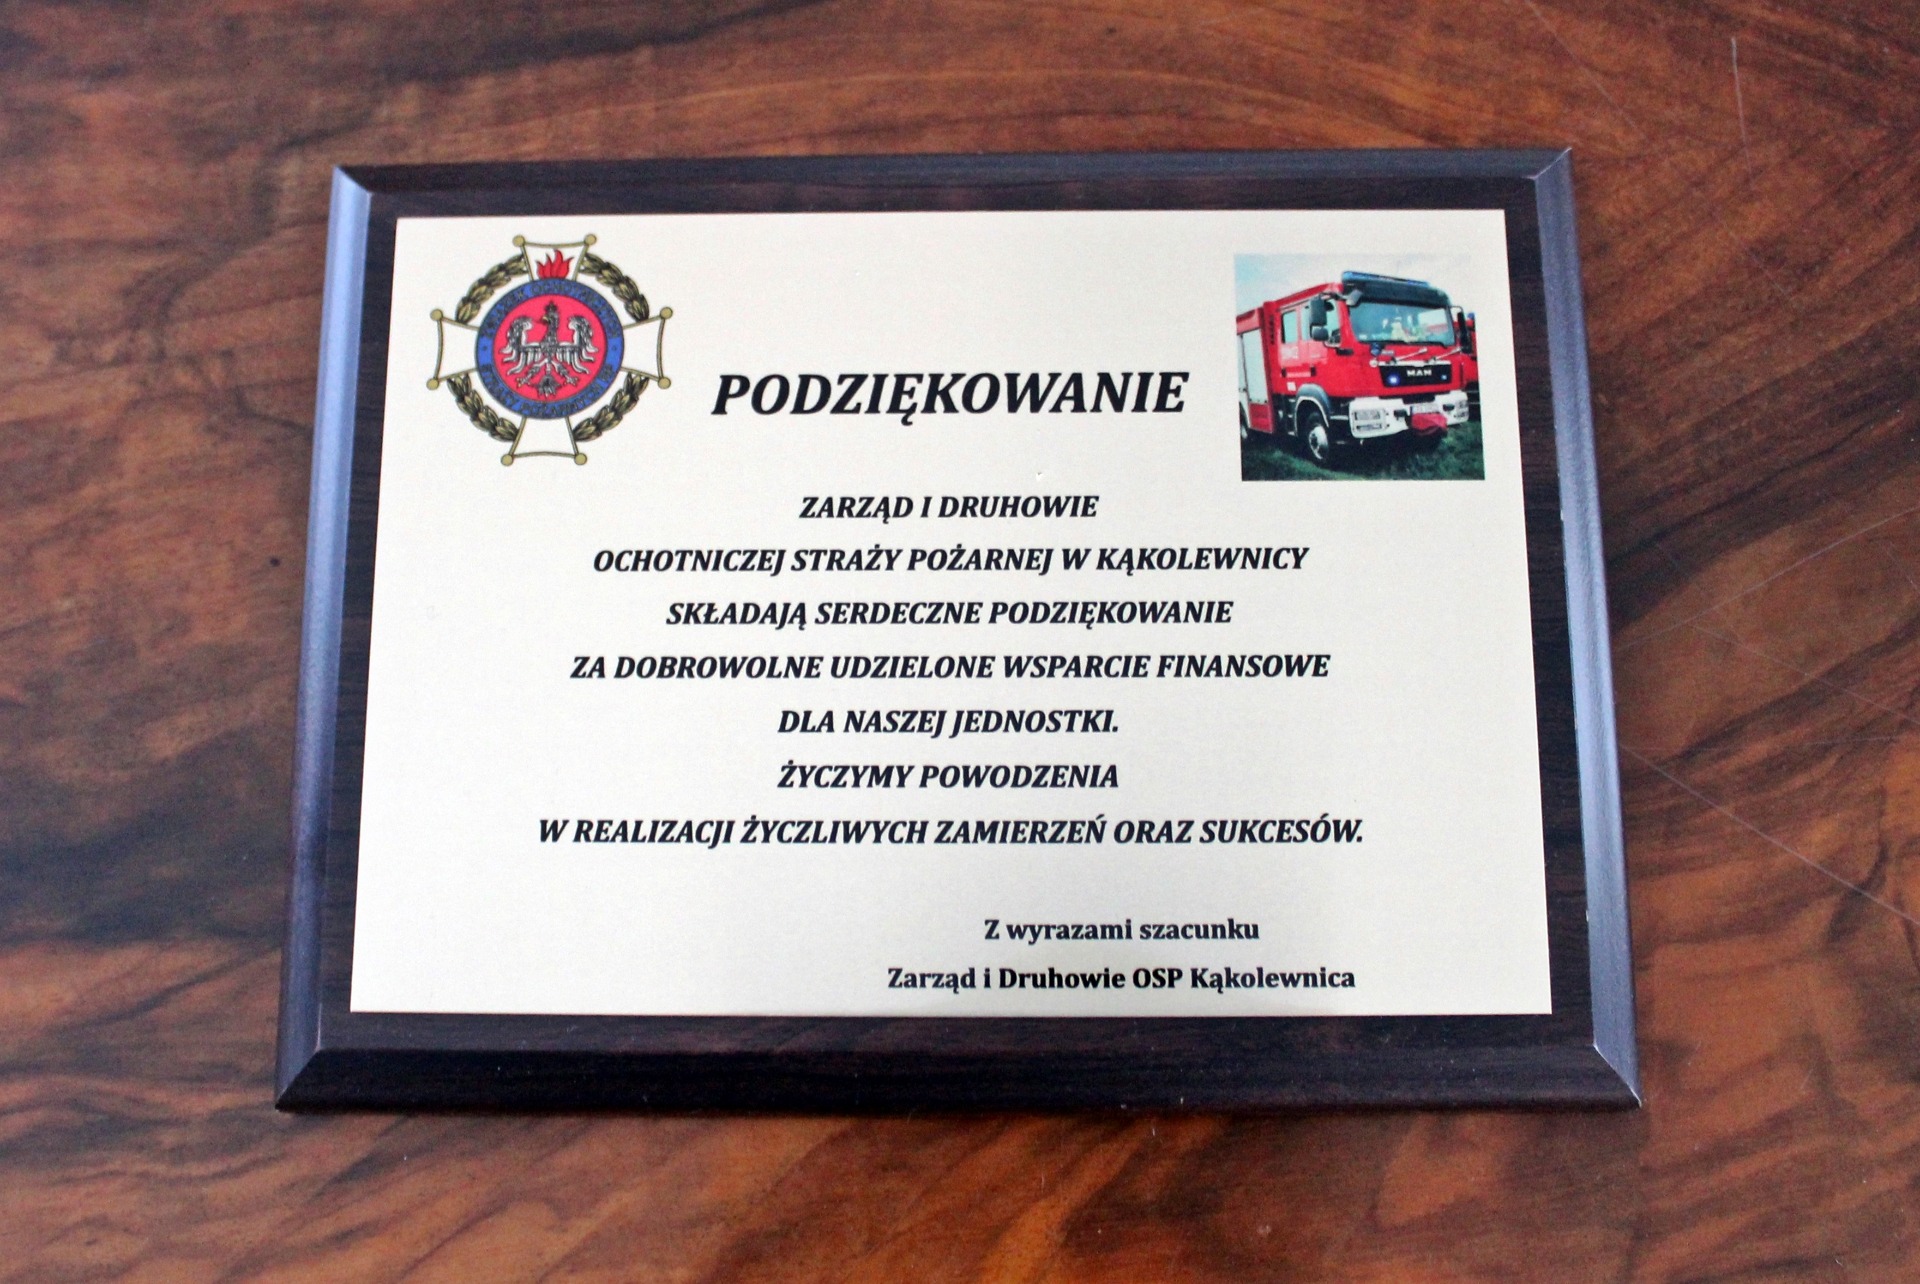 PODZIĘKOWANIE
MAN
ZARZĄD I DRUHOWIE
OCHOTNICZEJ STRAŻY POŻARNEJ W KĄKOLEWNICY
SKŁADAJĄ SERDECZNE PODZIĘKOWANIE
ZA DOBROWOLNE UDZIELONE WSPARCIE FINANSOWE
DLA NASZEJ JEDNOSTKI.
ŻYCZYMY POWODZENIA
W REALIZACJI ŻYCZLIWYCH ZAMIERZEŃ ORAZ SUKCESÓW.
Z wyrazami szacunku
Zarząd i Druhowie OSP Kąkolewnica